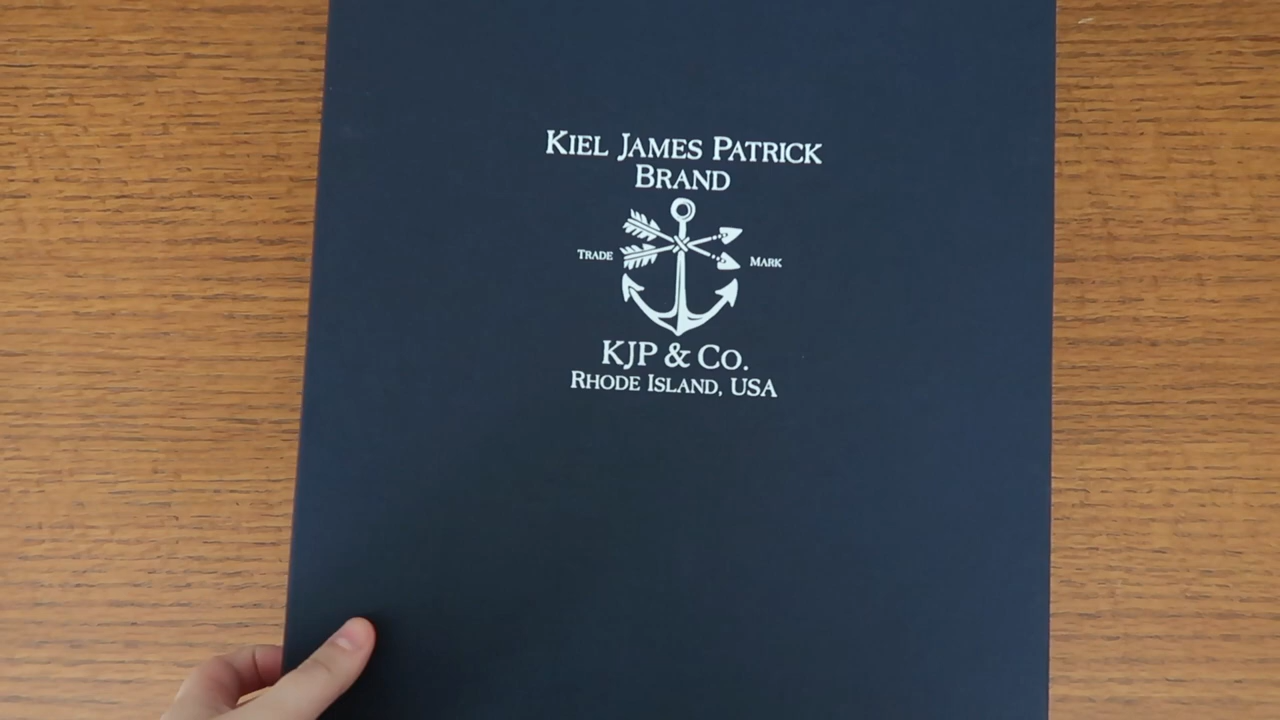 Kiel James Patrick
Brand
Trade Mark
KJP & Co.
Rhode Island, USA